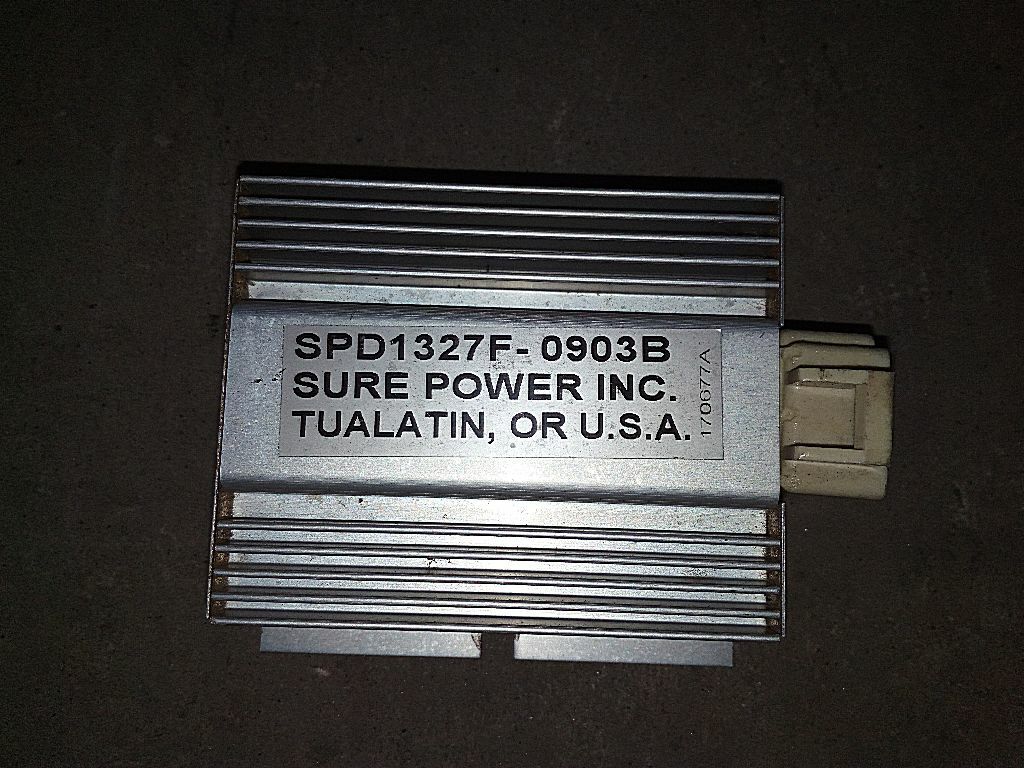 SPD1327F- 0903B
SURE POWER INC.
TUALATIN, OR U.S.A.
170677A